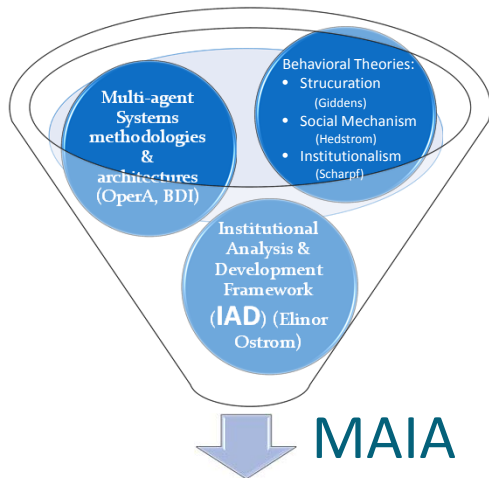 Multi-agent
Systems
methodologies
&
architectures
(OperA, BDI)
Behavioral Theories:
• Strucuration
(Giddens)
• Social Mechanism
(Hedstrom)
• Institutionalism
(Scharpf)
Institutional
Analysis &
Development
Framework
(IAD) (Elinor
Ostrom)
MAIA